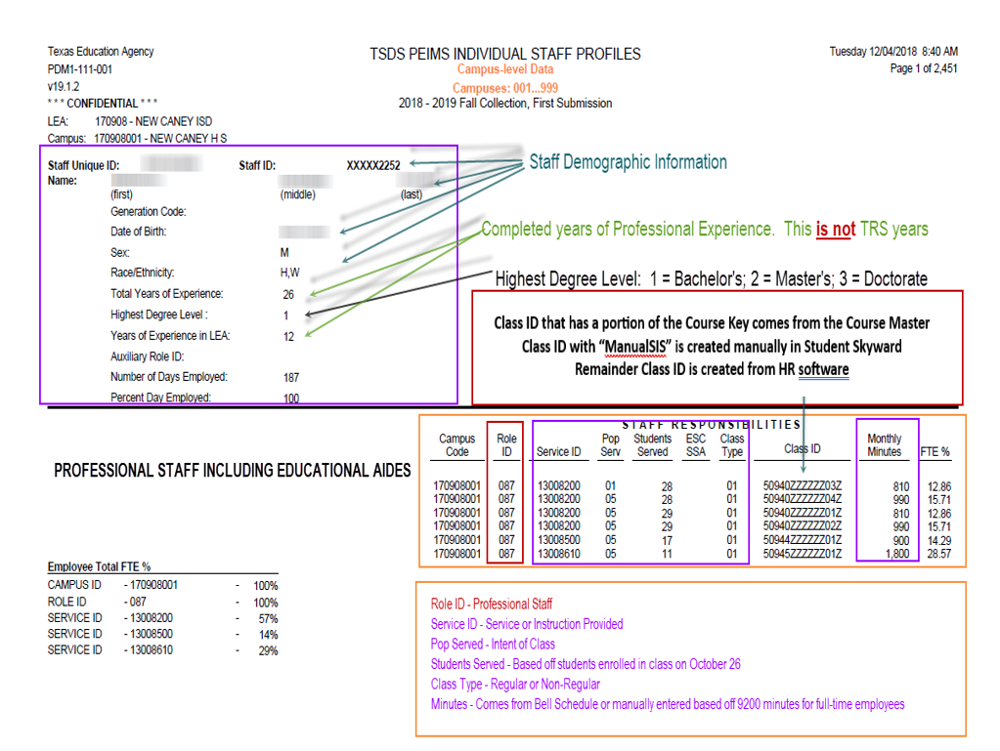 Texas Education Agency
TSDS PEIMS INDIVIDUAL STAFF PROFILES
Tuesday 12/04/2018 8:40 AM
PDM1-111-001
Campus-level Data
Page 1 of 2,451
v19.1.2
Campuses: 001...999
* * * CONFIDENTIAL * * *
2018 - 2019 Fall Collection, First Submission
LEA: 170908 - NEW CANEY ISD
Campus: 170908001 - NEW CANEY H S
Staff Unique ID:
Staff ID: XXXXX2252
Staff Demographic Information
Name:
(first) (middle) (last)
Generation Code:
Date of Birth:
Completed years of Professional Experience. This is not TRS years
Sex: M
Race/Ethnicity: H,W
Highest Degree Level: 1 = Bachelor's; 2 = Master's; 3 = Doctorate
Total Years of Experience: 26
Highest Degree Level : 1
Years of Experience in LEA: 12
Auxiliary Role ID:
Number of Days Employed: 187
Percent Day Employed: 100
Class ID that has a portion of the Course Key comes from the Course Master
Class ID with “ManualSIS” is created manually in Student Skyward
Remainder Class ID is created from HR software
STAFF RESPONSIBILITIES
Campus Role Pop Students ESC Class Monthly
Code ID Service ID Serv Served SSA Type Class ID Minutes FTE %
PROFESSIONAL STAFF INCLUDING EDUCATIONAL AIDES
170908001 087 13008200 01 28 01 50940ZZZZZZ03Z 810 12.86
170908001 087 13008200 05 28 01 50940ZZZZZZ04Z 990 15.71
170908001 087 13008200 05 29 01 50940ZZZZZZ01Z 810 12.86
170908001 087 13008200 05 29 01 50940ZZZZZZ02Z 990 15.71
170908001 087 13008500 05 17 01 50944ZZZZZZ01Z 900 14.29
170908001 087 13008610 05 11 01 50945ZZZZZZ01Z 1,800 28.57
Employee Total FTE %
CAMPUS ID - 170908001 - 100%
ROLE ID - 087 - 100%
SERVICE ID - 13008200 - 57%
SERVICE ID - 13008500 - 14%
SERVICE ID - 13008610 - 29%
Role ID - Professional Staff
Service ID - Service or Instruction Provided
Pop Served - Intent of Class
Students Served - Based off students enrolled in class on October 26
Class Type - Regular or Non-Regular
Minutes - Comes from Bell Schedule or manually entered based off 9200 minutes for full-time employees